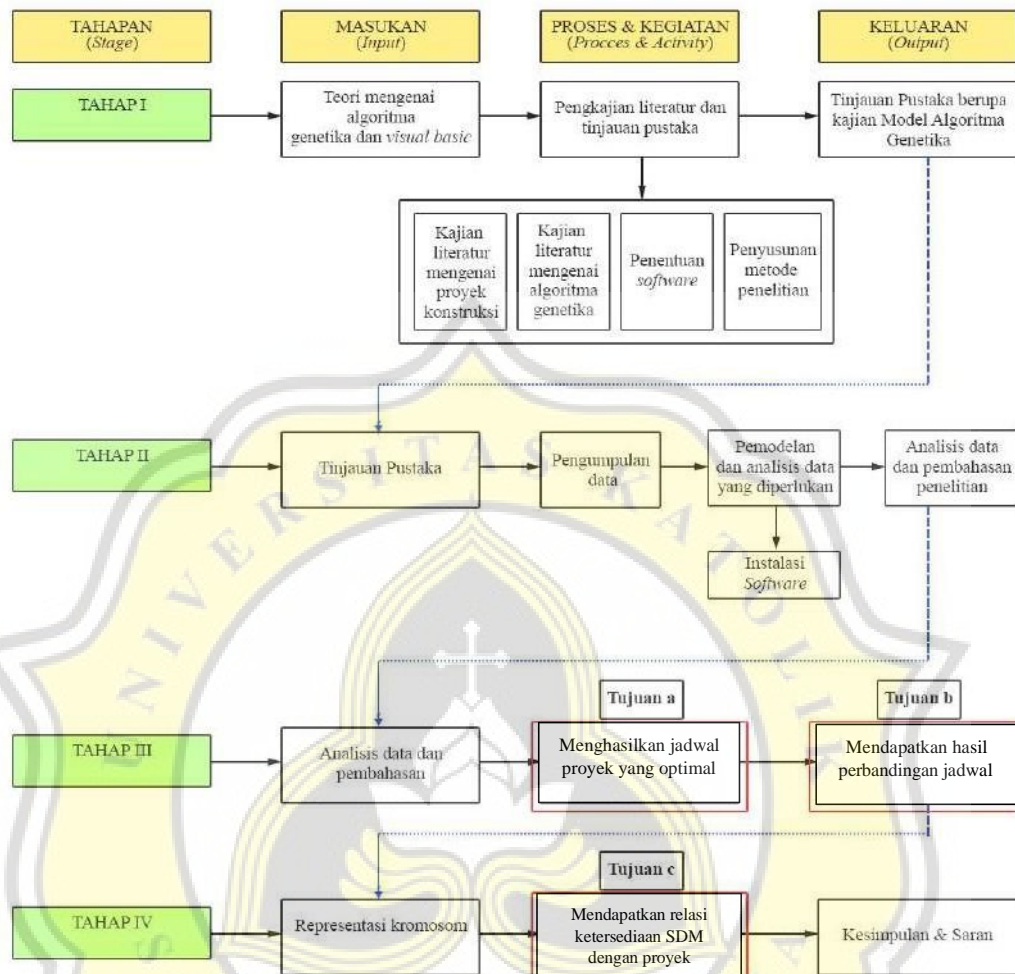 TAHAPAN
(Stage)
MASUKAN
(Input)
PROSES & KEGIATAN
(Procces & Activity)
KELUARAN
(Output)
TAHAP I
Teori mengenai
algoritma
genetika dan visual basic
Pengkajian literatur dan
tinjauan pustaka
Tinjauan Pustaka berupa
kajian Model Algoritma
Genetika
Kajian
literatur
mengenai
proyek
konstruksi
Kajian
literatur
mengenai
algoritma
genetika
Penentuan
software
Penyusunan
metode
penelitian
TAHAP II
Tinjauan Pustaka
Pengumpulan
data
Pemodelan
dan analisis data
yang diperlukan
Analisis data
dan pembahasan
penelitian
Instalasi
Software
TAHAP III
Analisis data dan
pembahasan
Tujuan a
Menghasilkan jadwal
proyek yang optimal
Tujuan b
Mendapatkan hasil
perbandingan jadwal
TAHAP IV
Representasi kromosom
Tujuan c
Mendapatkan relasi
ketersediaan SDM
dengan proyek
Kesimpulan & Saran
UNIVERSITAS KATOLIK